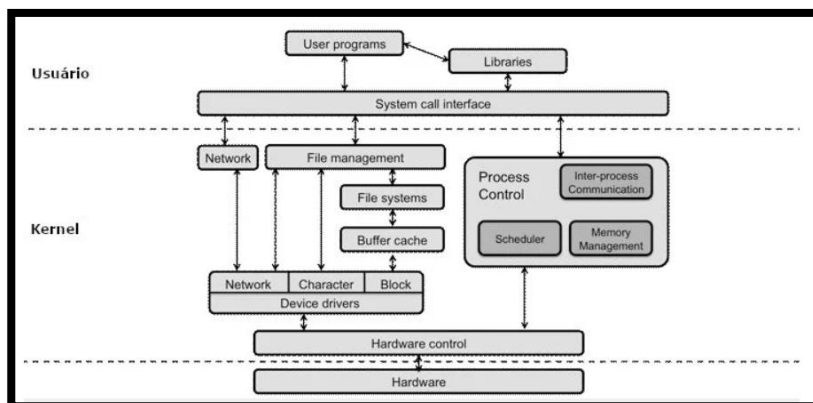 User programs
Libraries
Usuário
System call interface
Network
File management
Process
Control
Inter-process
Communication
File systems
Kernel
Buffer cache
Scheduler
Memory
Management
Network
Character
Block
Device drivers
Hardware control
Hardware